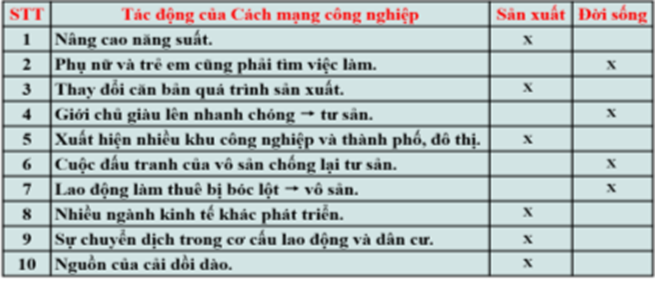 STT Tác động của Cách mạng công nghiệp Sản xuất Đời sống
1 Nâng cao năng suất. x
2 Phụ nữ và trẻ em cũng phải tìm việc làm. x
3 Thay đổi căn bản quá trình sản xuất. x
4 Giới chủ giàu lên nhanh chóng → tư sản. x
5 Xuất hiện nhiều khu công nghiệp và thành phố, đô thị. x
6 Cuộc đấu tranh của vô sản chống lại tư sản. x
7 Lao động làm thuê bị bóc lột → vô sản. x
8 Nhiều ngành kinh tế khác phát triển. x
9 Sự chuyển dịch trong cơ cấu lao động và dân cư. x
10 Nguồn của cải dồi dào. x